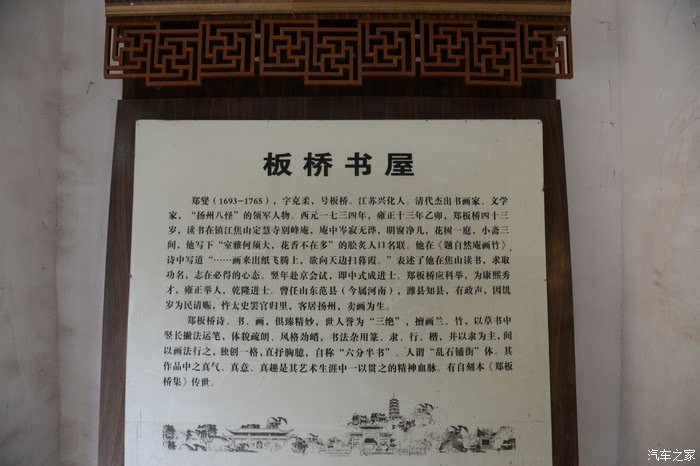 板桥书屋
郑燮（1693-1765），字克柔，号板桥。江苏兴化人。清代杰出书画家、文学
家，“扬州八怪”的领军人物。西元一七三四年，雍正十三年乙卯，郑板桥四十三
岁，读书在镇江焦山定慧寺别峰庵，庵中岑寂无哗，明窗净几，花树一庭，小斋三
间，他写下“室雅何须大，花香不在多”的脍炙人口名联。他在《题自然庵画竹》，
诗中写道“……画来出纸飞腾上，欲向天边扫暮霞。”表述了他在焦山读书，求取
功名，志在必得的心态。翌年赴京会试，即中式成进士。郑板桥应科举，为康熙秀
才，雍正举人，乾隆进士。曾任山东范县（今属河南），潍县知县，有政声，因饥
岁为民请赈，忤大吏罢官归里，客居扬州，卖画为生。
郑板桥诗、书、画，俱臻精妙，世人誉为“三绝”，擅画兰、竹，以草书中
竖长撇法运笔，体貌疏朗、风格劲峭，书法杂用篆、隶、行、楷，并以隶为主，间
以画法行之，独创一格，直抒胸臆，自称“六分半书”。人谓“乱石铺街”体。其
作品中之真气、真意、真趣是其艺术生涯中一以贯之的精神血脉。有自刻本《郑板
桥集》传世。
汽车之家